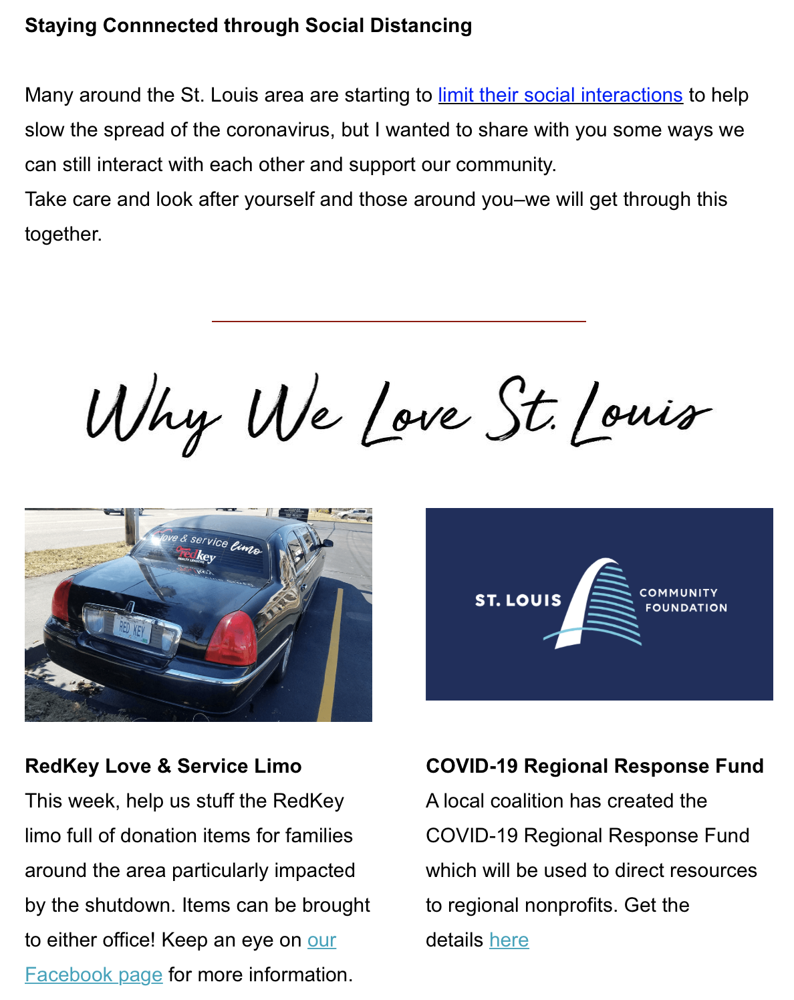 Staying Connnected through Social Distancing
Many around the St. Louis area are starting to limit their social interactions to help
slow the spread of the coronavirus, but I wanted to share with you some ways we
can still interact with each other and support our community.
Take care and look after yourself and those around you–we will get through this
together.
Why We Love St. Louis
love & service limo
redkey
REALTY LEADERS
RED KEY
ST. LOUIS
COMMUNITY
FOUNDATION
RedKey Love & Service Limo
This week, help us stuff the RedKey
limo full of donation items for families
around the area particularly impacted
by the shutdown. Items can be brought
to either office! Keep an eye on our
Facebook page for more information.
COVID-19 Regional Response Fund
A local coalition has created the
COVID-19 Regional Response Fund
which will be used to direct resources
to regional nonprofits. Get the
details here